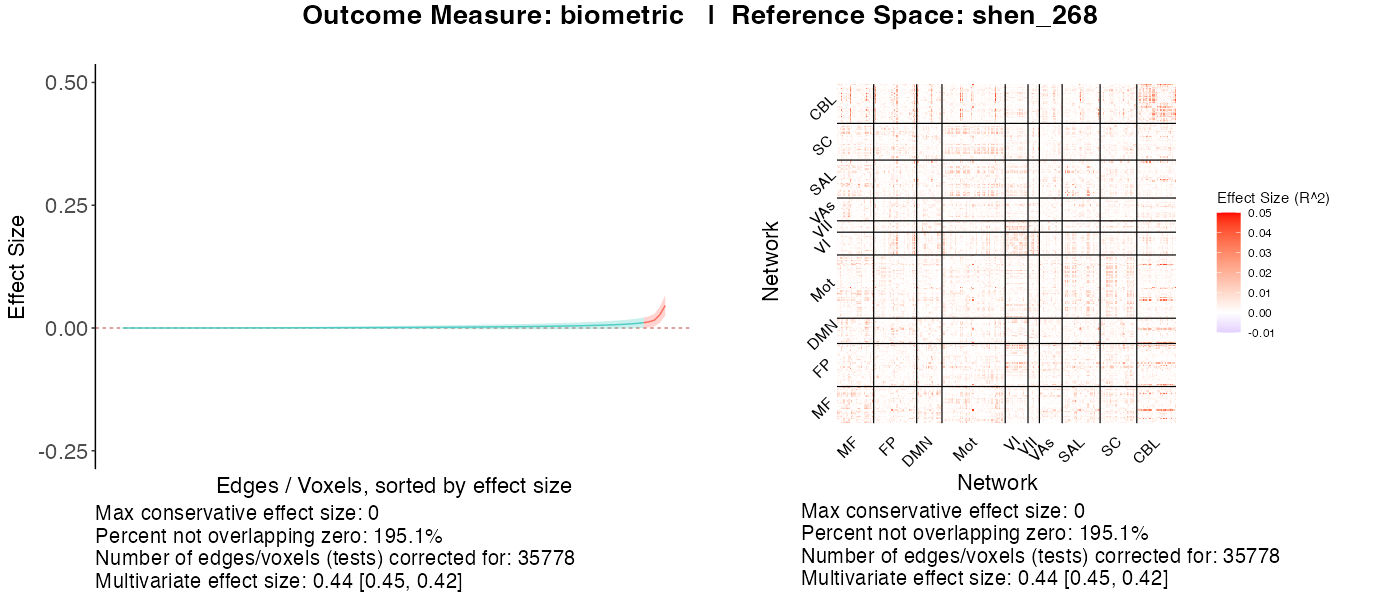 Outcome Measure: biometric | Reference Space: shen_268
0.50
0.25
0.00
-0.25
Effect Size
Edges / Voxels, sorted by effect size
Max conservative effect size: 0
Percent not overlapping zero: 195.1%
Number of edges/voxels (tests) corrected for: 35778
Multivariate effect size: 0.44 [0.45, 0.42]
Network
CBL
SC
SAL
VAs
VII
VI
Mot
DMN
FP
MF
MF
FP
DMN
Mot
VI
VII
VAs
SAL
SC
CBL
Network
Effect Size (R^2)
0.05
0.04
0.03
0.02
0.01
0.00
-0.01
Max conservative effect size: 0
Percent not overlapping zero: 195.1%
Number of edges/voxels (tests) corrected for: 35778
Multivariate effect size: 0.44 [0.45, 0.42]